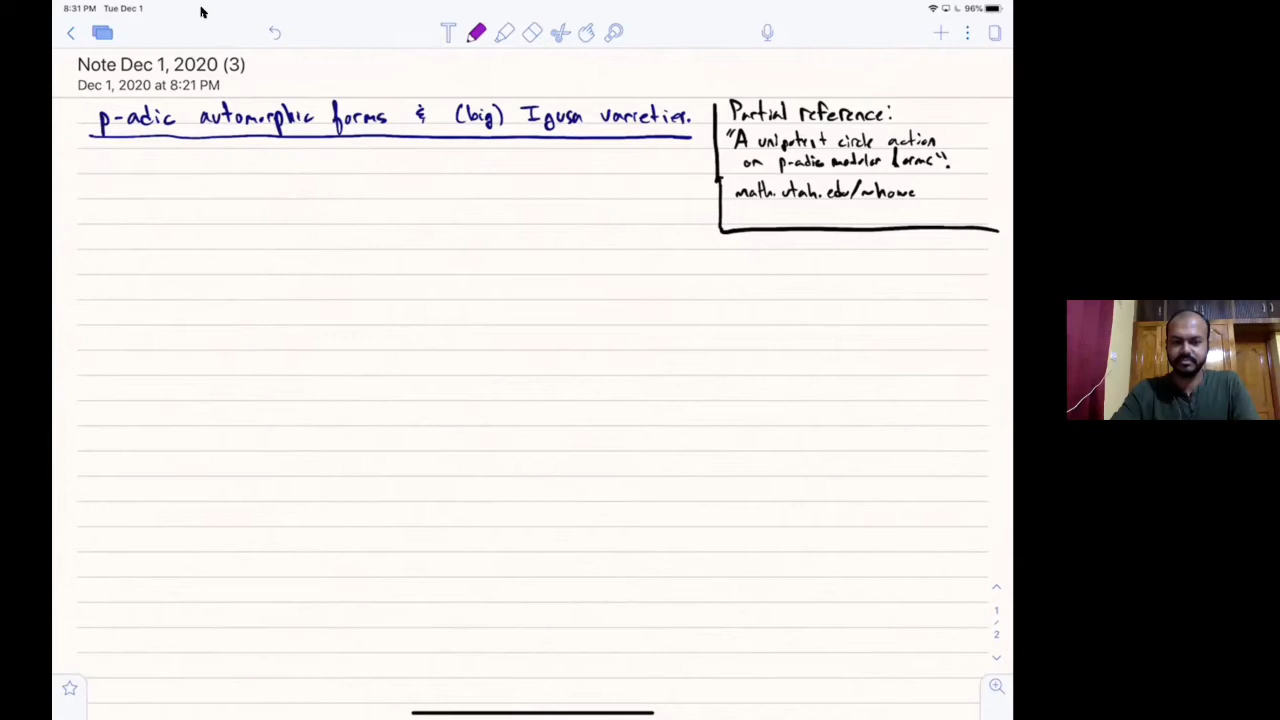 8:31 PM Tue Dec 1
96%
Note Dec 1, 2020 (3)
Dec 1, 2020 at 8:21 PM
p-adic automorphic forms & (big) Igusa varieties.
Partial reference:
"A unipotent circle action
on p-adic modular forms".
math.utah.edu/~howe
1
/
2